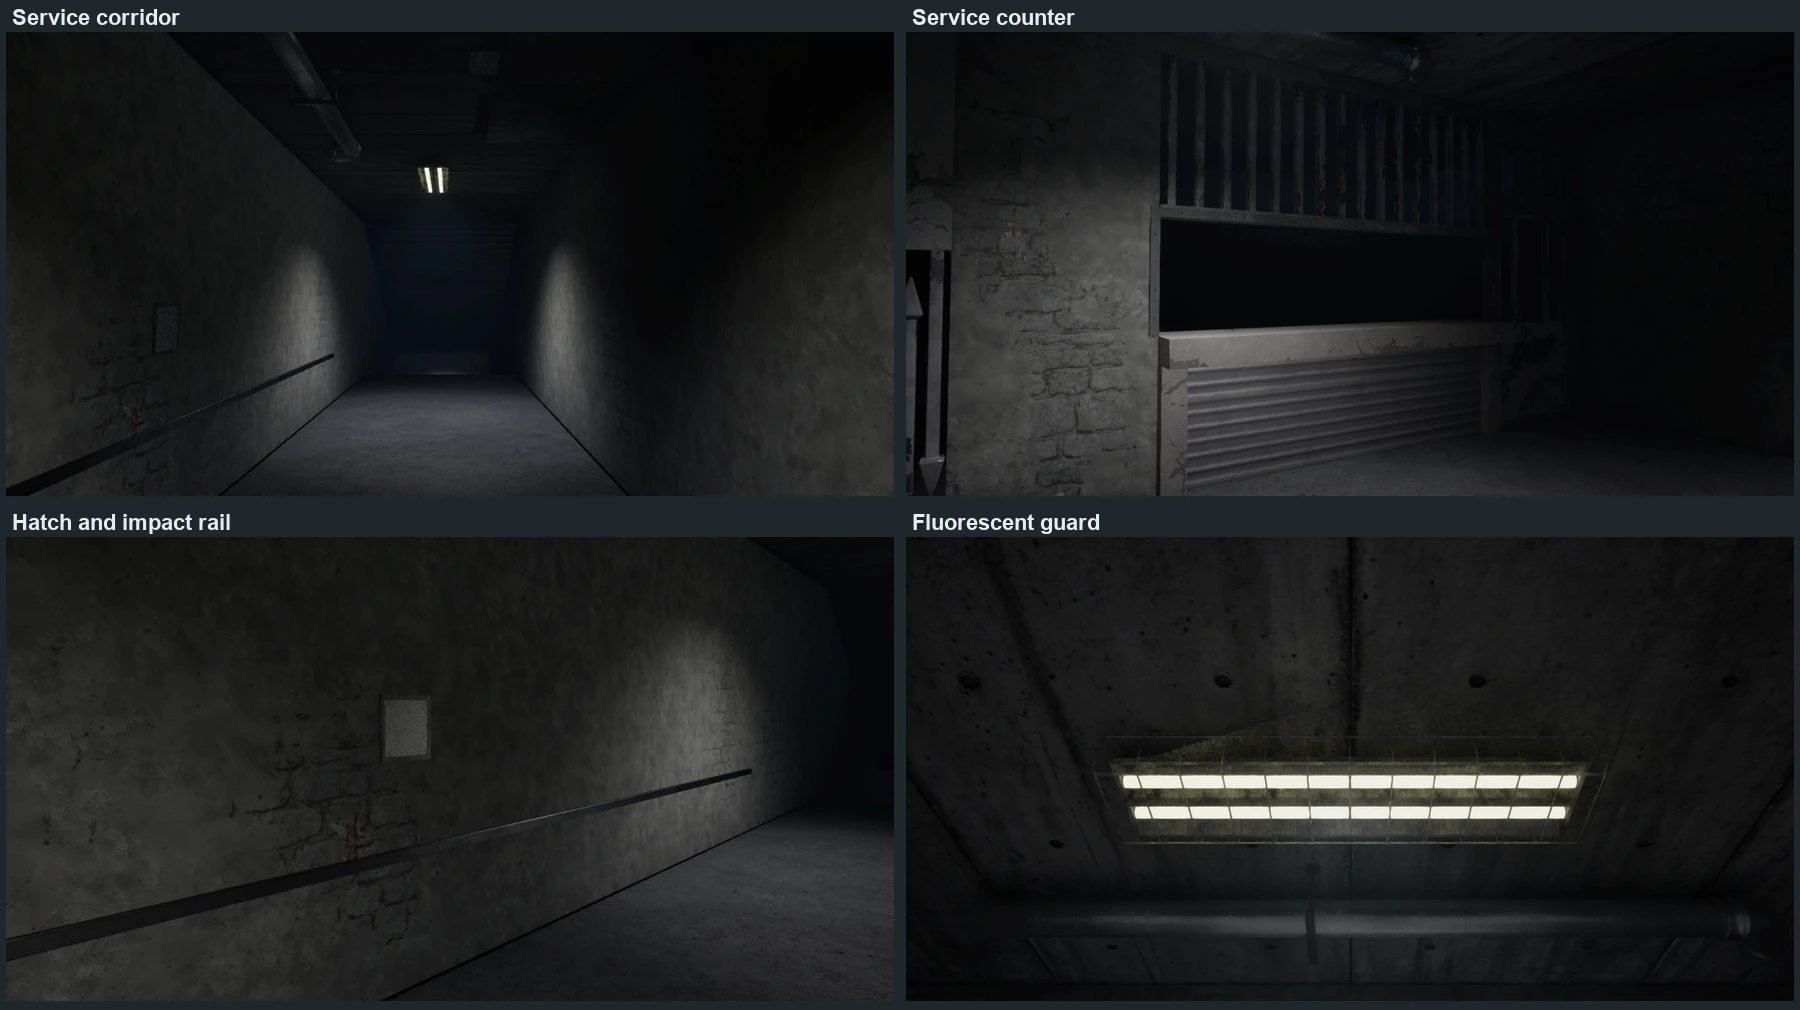 Service corridor
Service counter
Hatch and impact rail
Fluorescent guard